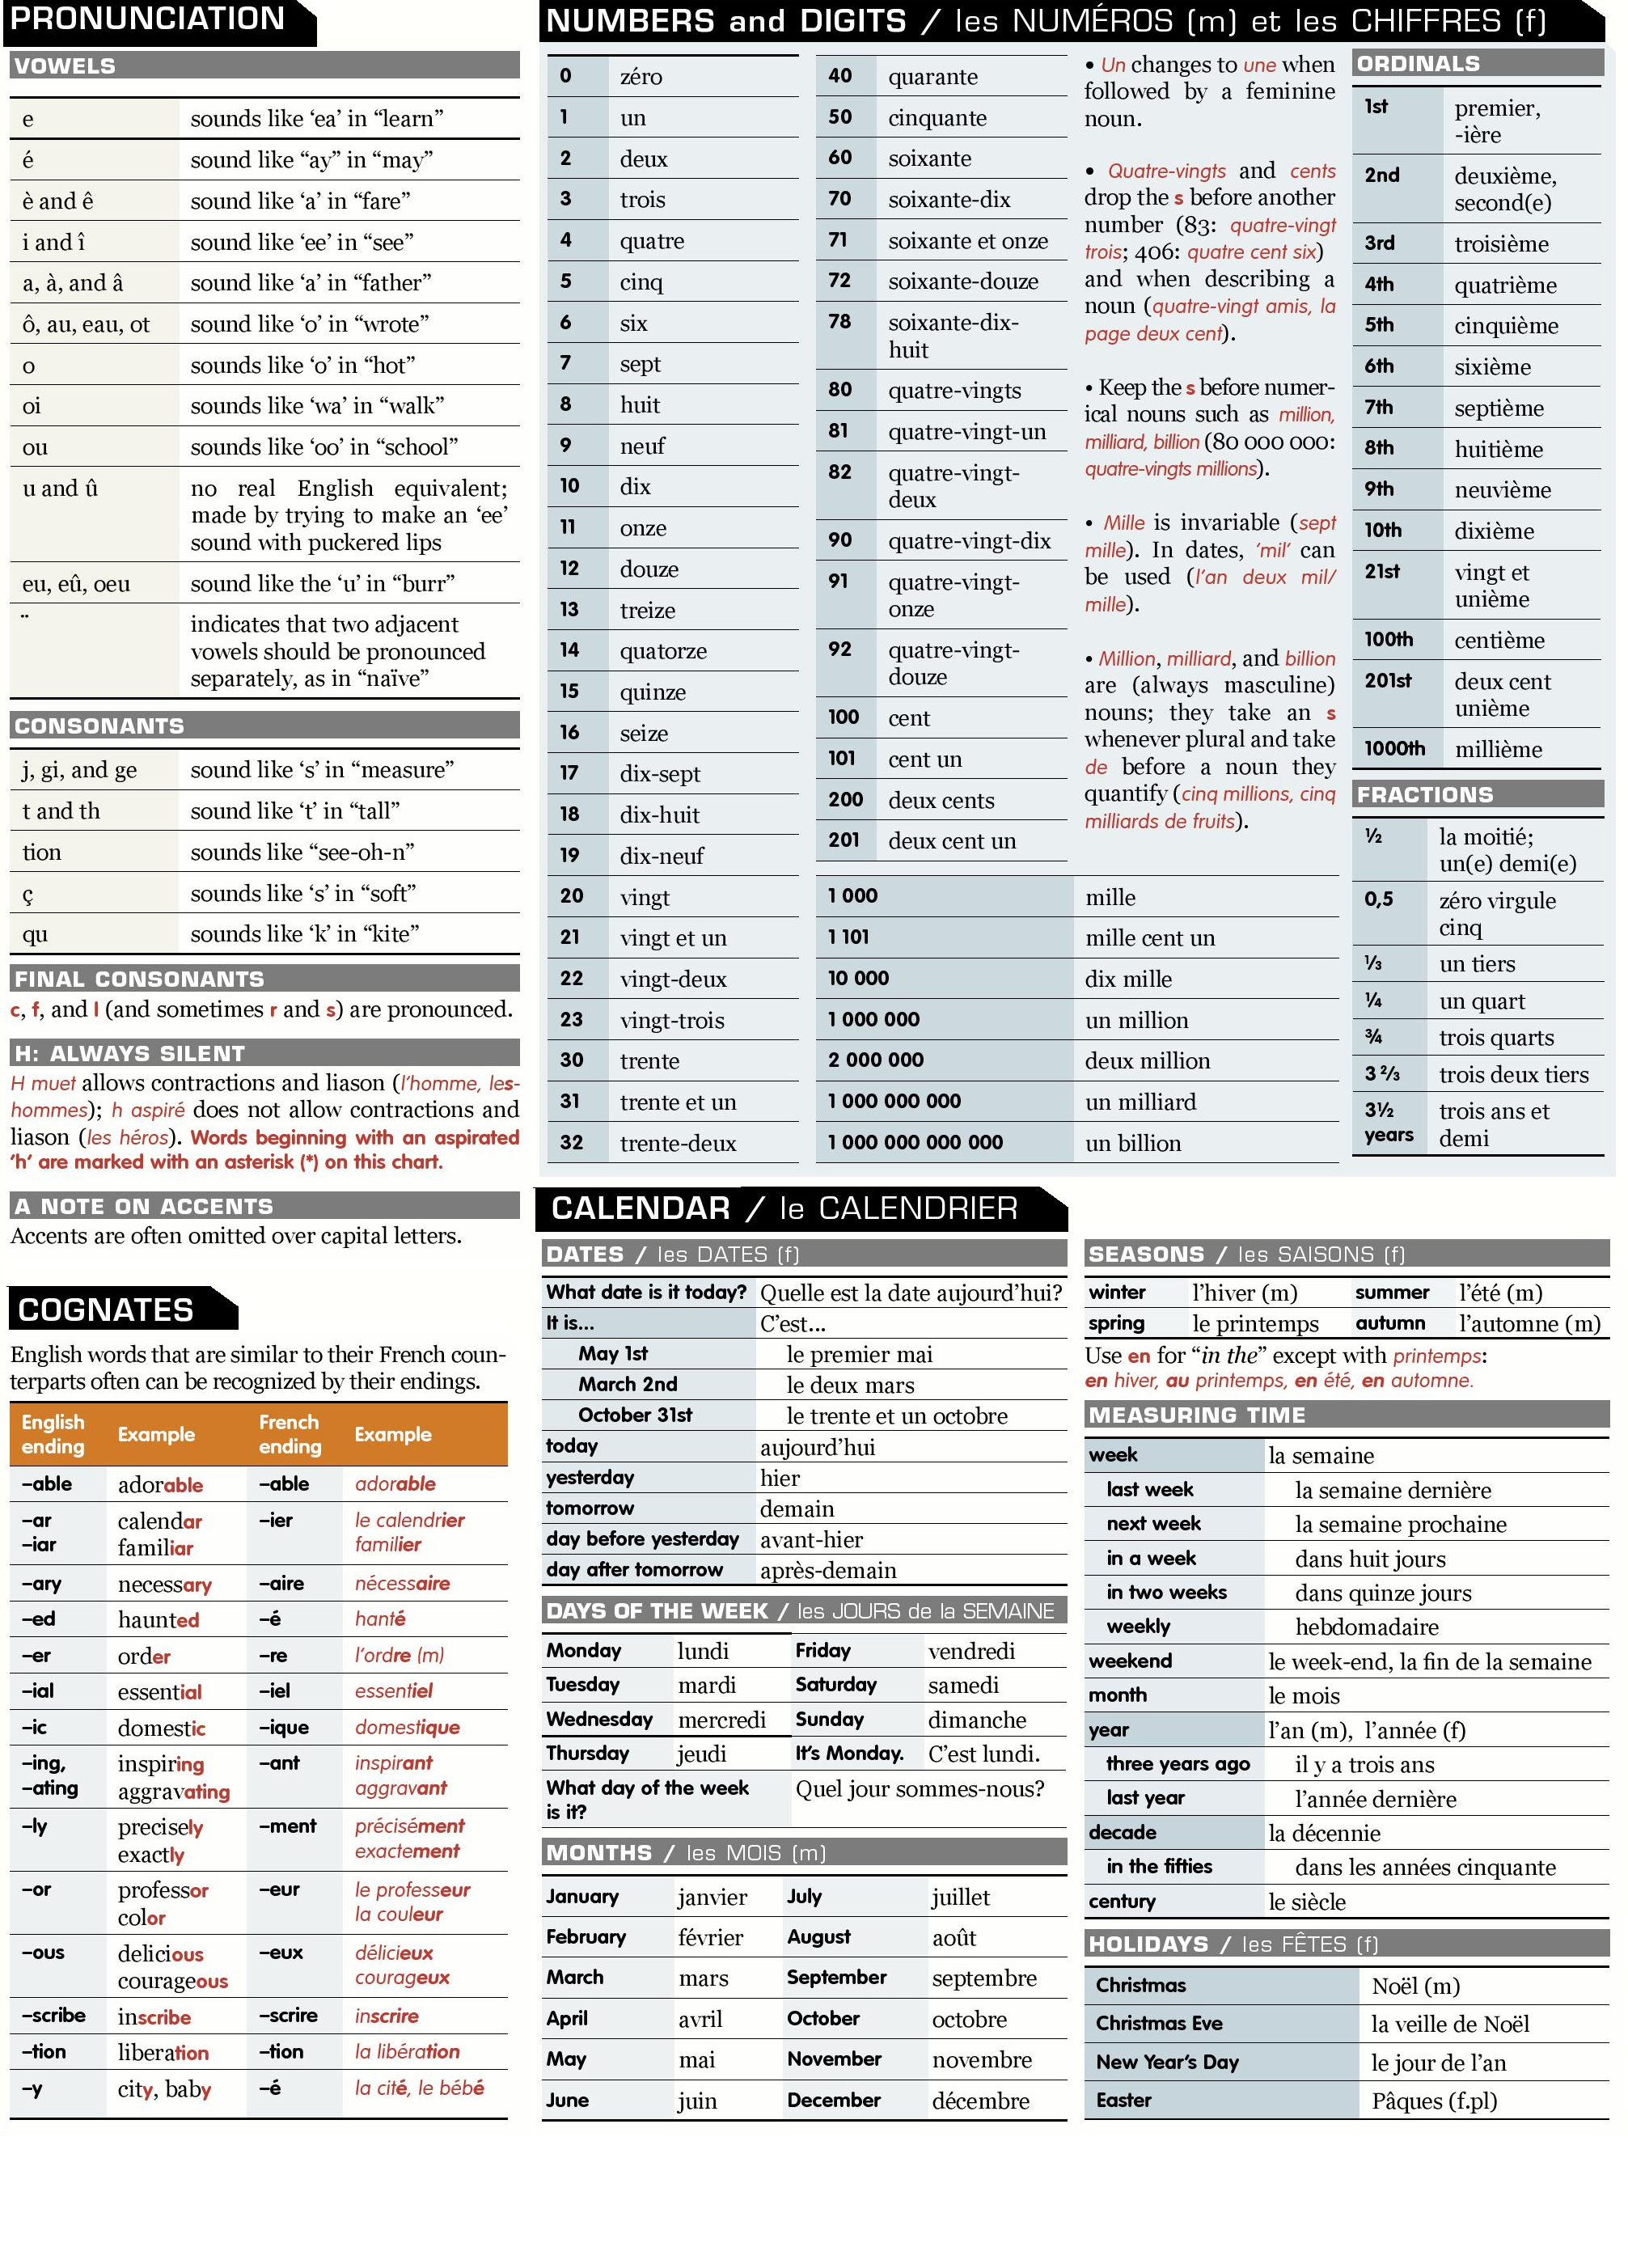 PRONUNCIATION
VOWELS
e sounds like ‘ea’ in “learn”
é sound like “ay” in “may”
è and ê sound like ‘a’ in “fare”
i and î sound like ‘ee’ in “see”
a, à, and â sound like ‘a’ in “father”
ô, au, eau, ot sound like ‘o’ in “wrote”
o sounds like ‘o’ in “hot”
oi sounds like ‘wa’ in “walk”
ou sounds like ‘oo’ in “school”
u and û no real English equivalent;
made by trying to make an ‘ee’
sound with puckered lips
eu, eû, oeu sound like the ‘u’ in “burr”
¨ indicates that two adjacent
vowels should be pronounced
separately, as in “naïve”
CONSONANTS
j, gi, and ge sound like ‘s’ in “measure”
t and th sound like ‘t’ in “tall”
tion sounds like “see-oh-n”
ç sounds like ‘s’ in “soft”
qu sounds like ‘k’ in “kite”
FINAL CONSONANTS
c, f, and l (and sometimes r and s) are pronounced.
H: ALWAYS SILENT
H muet allows contractions and liason (l’homme, les-
hommes); h aspiré does not allow contractions and
liason (les héros). Words beginning with an aspirated
‘h’ are marked with an asterisk (*) on this chart.
A NOTE ON ACCENTS
Accents are often omitted over capital letters.
COGNATES
English words that are similar to their French coun-
terparts often can be recognized by their endings.
English ending Example French ending Example
–able adorable –able adorable
–ar calendar –ier le calendrier
–iar familiar familier
–ary necessary –aire nécessaire
–ed haunted –é hanté
–er order –re l’ordre (m)
–ial essential –iel essentiel
–ic domestic –ique domestique
–ing, inspiring –ant inspirant
–ating aggravating aggravant
–ly precisely –ment précisément
exactly exactement
–or professor –eur le professeur
color la couleur
–ous delicious –eux délicieux
courageous courageux
–scribe inscribe –scrire inscrire
–tion liberation –tion la libération
–y city, baby –é la cité, le bébé
NUMBERS and DIGITS / les NUMÉROS (m) et les CHIFFRES (f)
0 zéro
1 un
2 deux
3 trois
4 quatre
5 cinq
6 six
7 sept
8 huit
9 neuf
10 dix
11 onze
12 douze
13 treize
14 quatorze
15 quinze
16 seize
17 dix-sept
18 dix-huit
19 dix-neuf
20 vingt
21 vingt et un
22 vingt-deux
23 vingt-trois
30 trente
31 trente et un
32 trente-deux
40 quarante
50 cinquante
60 soixante
70 soixante-dix
71 soixante et onze
72 soixante-douze
78 soixante-dix-
huit
80 quatre-vingts
81 quatre-vingt-un
82 quatre-vingt-
deux
90 quatre-vingt-dix
91 quatre-vingt-
onze
92 quatre-vingt-
douze
100 cent
101 cent un
200 deux cents
201 deux cent un
1 000 mille
1 101 mille cent un
10 000 dix mille
1 000 000 un million
2 000 000 deux million
1 000 000 000 un milliard
1 000 000 000 000 un billion
• Un changes to une when
followed by a feminine
noun.
• Quatre-vingts and cents
drop the s before another
number (83: quatre-vingt
trois; 406: quatre cent six)
and when describing a
noun (quatre-vingt amis, la
page deux cent).
• Keep the s before numer-
ical nouns such as million,
milliard, billion (80 000 000:
quatre-vingts millions).
• Mille is invariable (sept
mille). In dates, ‘mil’ can
be used (l’an deux mil/
mille).
• Million, milliard, and billion
are (always masculine)
nouns; they take an s
whenever plural and take
de before a noun they
quantify (cinq millions, cinq
milliards de fruits).
ORDINALS
1st premier,
-ière
2nd deuxième,
second(e)
3rd troisième
4th quatrième
5th cinquième
6th sixième
7th septième
8th huitième
9th neuvième
10th dixième
21st vingt et
unième
100th centième
201st deux cent
unième
1000th millième
FRACTIONS
½ la moitié;
un(e) demi(e)
0,5 zéro virgule
cinq
⅓ un tiers
¼ un quart
¾ trois quarts
3 ⅔ trois deux tiers
3½ trois ans et
years demi
CALENDAR / le CALENDRIER
DATES / les DATES (f)
What date is it today? Quelle est la date aujourd’hui?
It is... C’est...
May 1st le premier mai
March 2nd le deux mars
October 31st le trente et un octobre
today aujourd’hui
yesterday hier
tomorrow demain
day before yesterday avant-hier
day after tomorrow après-demain
DAYS OF THE WEEK / les JOURS de la SEMAINE
Monday lundi Friday vendredi
Tuesday mardi Saturday samedi
Wednesday mercredi Sunday dimanche
Thursday jeudi It’s Monday. C’est lundi.
What day of the week Quel jour sommes-nous?
is it?
MONTHS / les MOIS (m)
January janvier July juillet
February février August août
March mars September septembre
April avril October octobre
May mai November novembre
June juin December décembre
SEASONS / les SAISONS (f)
winter l’hiver (m) summer l’été (m)
spring le printemps autumn l’automne (m)
Use en for “in the” except with printemps:
en hiver, au printemps, en été, en automne.
MEASURING TIME
week la semaine
last week la semaine dernière
next week la semaine prochaine
in a week dans huit jours
in two weeks dans quinze jours
weekly hebdomadaire
weekend le week-end, la fin de la semaine
month le mois
year l’an (m), l’année (f)
three years ago il y a trois ans
last year l’année dernière
decade la décennie
in the fifties dans les années cinquante
century le siècle
HOLIDAYS / les FÊTES (f)
Christmas Noël (m)
Christmas Eve la veille de Noël
New Year’s Day le jour de l’an
Easter Pâques (f.pl)